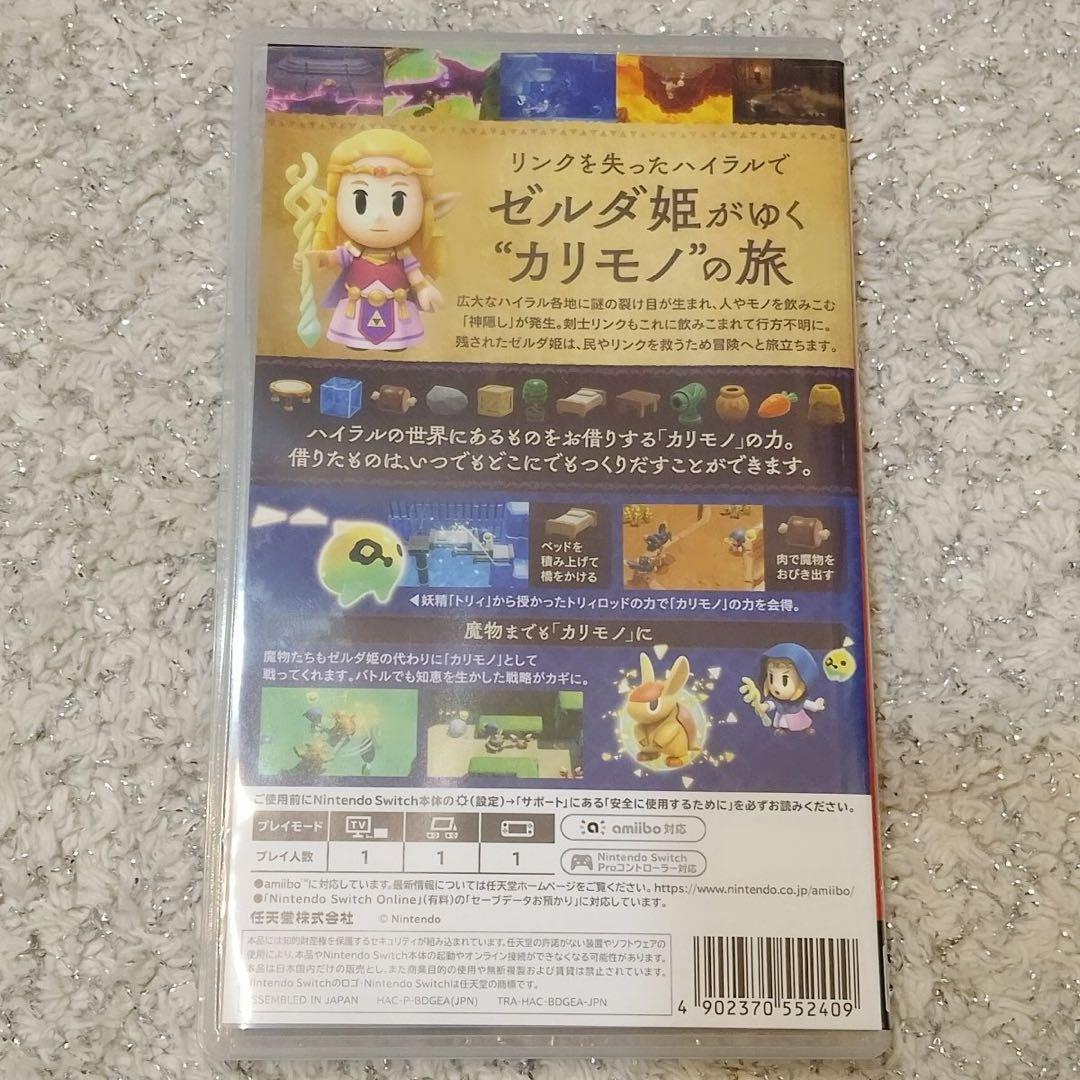 リンクを失ったハイラルで
ゼルダ姫がゆく
“カリモノ”の旅
広大なハイラル各地に謎の裂け目が生まれ、人やモノを飲みこむ
「神隠し」が発生。剣士リンクもこれに飲みこまれて行方不明に。
残されたゼルダ姫は、民やリンクを救うため冒険へと旅立ちます。
ハイラルの世界にあるものをお借りする「カリモノ」の力。
借りたものは、いつでもどこにでもつくりだすことができます。
ベッドを
積み上げて
橋をかける
肉で魔物を
おびき出す
◀妖精「トリィ」から授かったトリィロッドの力で「カリモノ」の力を会得。
魔物までも「カリモノ」に
魔物たちもゼルダ姫の代わりに「カリモノ」として
戦ってくれます。バトルでも知恵を生かした戦略がカギに。
ご使用前にNintendo Switch本体の(設定)→「サポート」にある「安全に使用するために」を必ずお読みください。
プレイモード TV amiibo対応
プレイ人数 1 1 1 Nintendo Switch
Proコントローラー対応
●amiibo™に対応しています。最新情報については任天堂ホームページをご覧ください。https://www.nintendo.co.jp/amiibo/
●「Nintendo Switch Online」(有料)の「セーブデータお預かり」に対応しています。
任天堂株式会社 © Nintendo
本品には知的財産権を保護するセキュリティが組み込まれています。任天堂の許諾がない装置やソフトウェアの
使用により、本品やNintendo Switch本体の起動やオンライン接続ができなくなる可能性があります。
本品は日本国内だけの販売とし、また商業目的の使用や無断複製および賃貸は禁止されています。
Nintendo Switchのロゴ・Nintendo Switchは任天堂の商標です。
ASSEMBLED IN JAPAN HAC-P-BDGEA(JPN) TRA-HAC-BDGEA-JPN
4 902370 552409